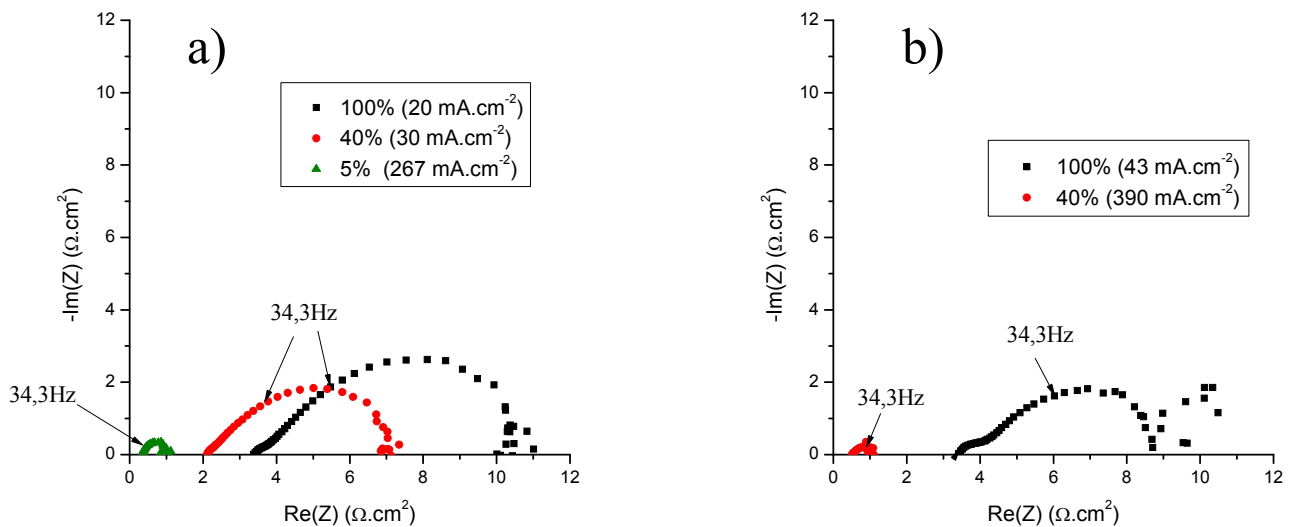 a)
12
10
8
6
4
2
0
-Im(Z) (Ω.cm²)
100% (20 mA.cm⁻²)
40% (30 mA.cm⁻²)
5% (267 mA.cm⁻²)
34,3Hz
34,3Hz
0 2 4 6 8 10 12
Re(Z) (Ω.cm²)
b)
12
10
8
6
4
2
0
-Im(Z) (Ω.cm²)
100% (43 mA.cm⁻²)
40% (390 mA.cm⁻²)
34,3Hz
34,3Hz
0 2 4 6 8 10 12
Re(Z) (Ω.cm²)